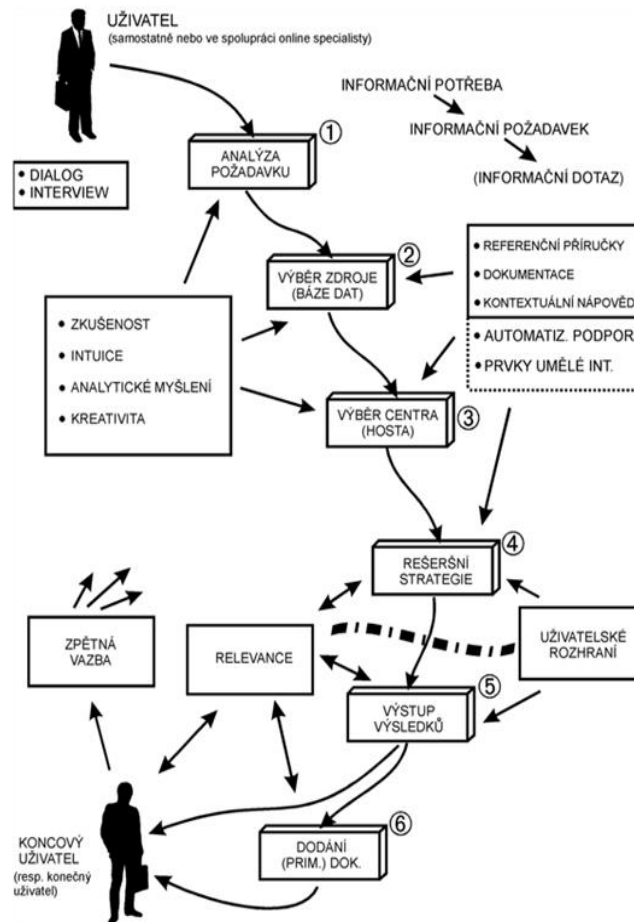 UŽIVATEL
(samostatně nebo ve spolupráci online specialisty)
INFORMAČNÍ POTŘEBA
INFORMAČNÍ POŽADAVEK
(INFORMAČNÍ DOTAZ)
①
ANALÝZA
POŽADAVKU
• DIALOG
• INTERVIEW
②
VÝBĚR ZDROJE
(BÁZE DAT)
• REFERENČNÍ PŘÍRUČKY
• DOKUMENTACE
• KONTEXTUÁLNÍ NÁPOVĚD
• AUTOMATIZ. PODPOR
• PRVKY UMĚLÉ INT.
• ZKUŠENOST
• INTUICE
• ANALYTICKÉ MYŠLENÍ
• KREATIVITA
VÝBĚR CENTRA
(HOSTA)
③
④
REŠERŠNÍ
STRATEGIE
ZPĚTNÁ
VAZBA
RELEVANCE
UŽIVATELSKÉ
ROZHRANÍ
⑤
VÝSTUP
VÝSLEDKŮ
⑥
DODÁNÍ
(PRIM.) DOK.
KONCOVÝ
UŽIVATEL
(resp. konečný
uživatel)